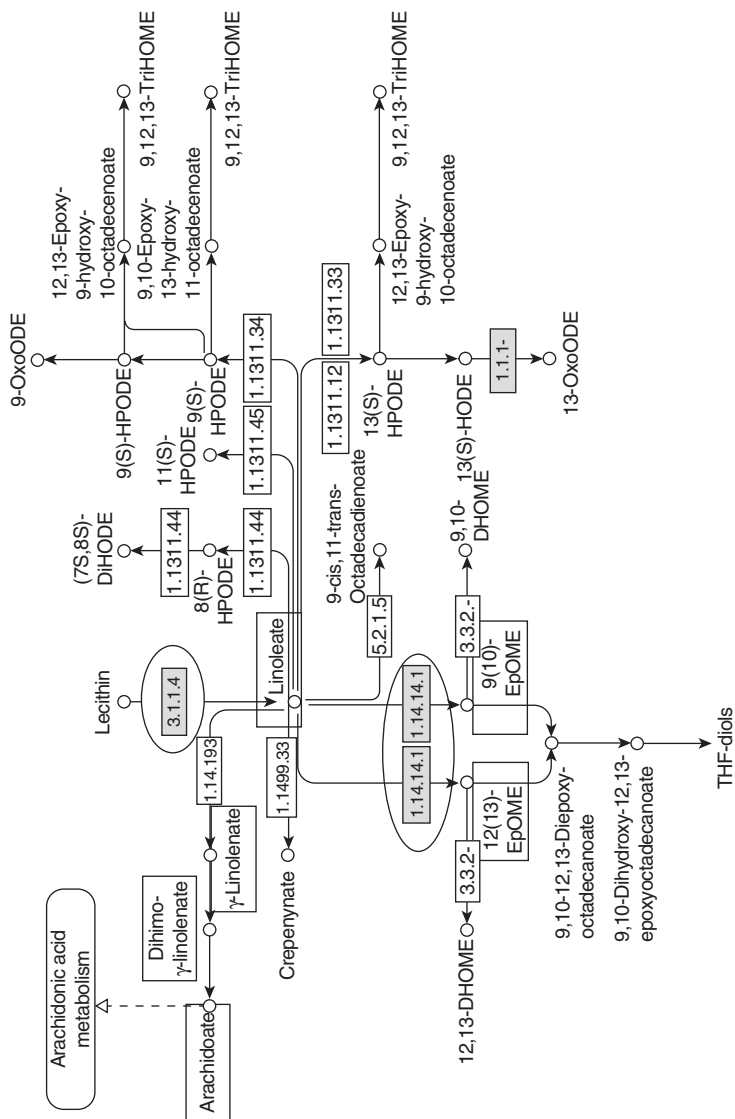 9-OxoODE
12,13-Epoxy-
9-hydroxy-
10-octadecenoate
9,12,13-TriHOME
9(S)-HPODE
9,10-Epoxy-
13-hydroxy-
11-octadecenoate
9,12,13-TriHOME
9(S)-
HPODE
1.1311.34
11(S)-
HPODE
1.1311.45
(7S,8S)-
DiHODE
1.1311.44
8(R)-
HPODE
1.1311.44
Lecithin
3.1.1.4
Linoleate
1.14.193
γ-Linolenate
Dihimo-
γ-linolenate
Arachidoate
Arachidonic acid
metabolism
1.1499.33
Crepenynate
1.1311.12
1.1311.33
13(S)-
HPODE
12,13-Epoxy-
9-hydroxy-
10-octadecenoate
9,12,13-TriHOME
13(S)-HODE
1.1.1-
13-OxoODE
9-cis,11-trans-
Octadecadienoate
5.2.1.5
1.14.14.1
1.14.14.1
9,10-
DHOME
3.3.2.-
9(10)-
EpOME
12(13)-
EpOME
3.3.2-
12,13-DHOME
9,10-12,13-Diepoxy-
octadecanoate
9,10-Dihydroxy-12,13-
epoxyoctadecanoate
THF-diols